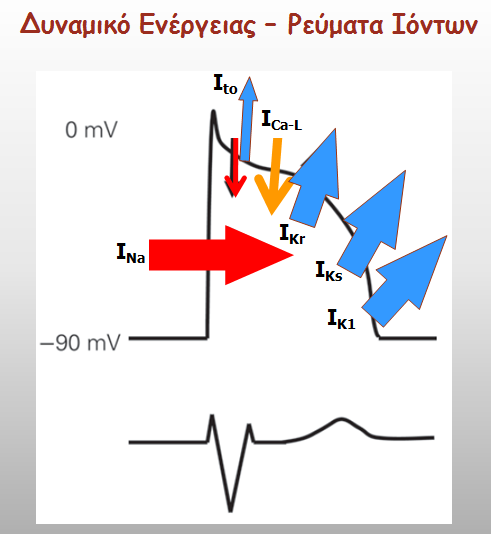 Δυναμικό Ενέργειας – Ρεύματα Ιόντων
Ito
0 mV
ICa-L
IKr
INa
IKs
IK1
–90 mV